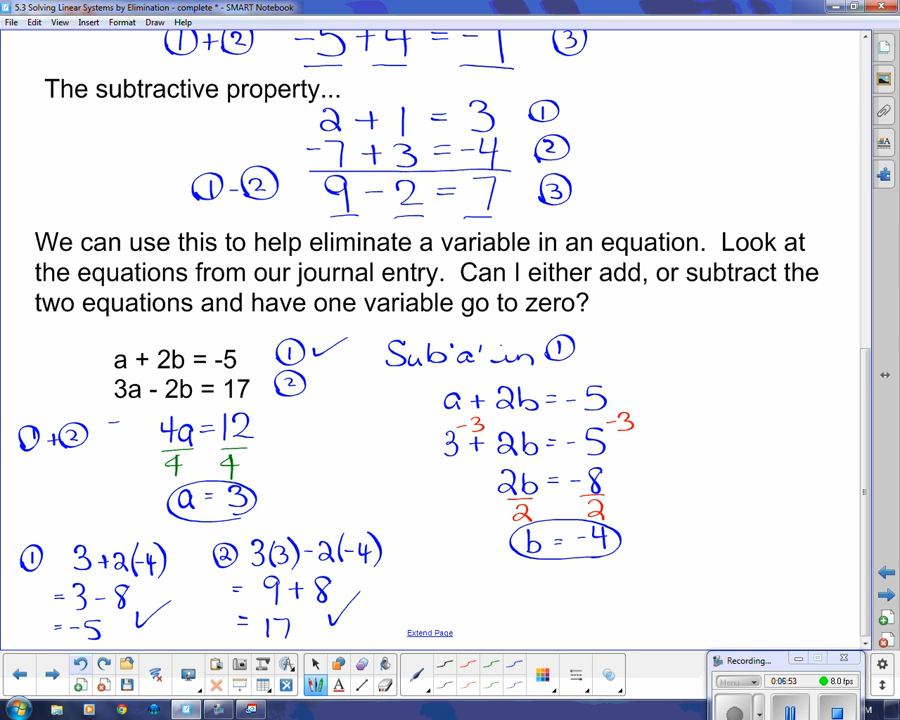 5.3 Solving Linear Systems by Elimination - complete * - SMART Notebook
File Edit View Insert Format Draw Help
①+② -5 + 4 = -1 ③
The subtractive property...
2 + 1 = 3 ①
-7 + 3 = -4 ②
①-② 9 - 2 = 7 ③
We can use this to help eliminate a variable in an equation. Look at
the equations from our journal entry. Can I either add, or subtract the
two equations and have one variable go to zero?
a + 2b = -5 ① ✓
3a - 2b = 17 ②
①+② 4a = 12
4 4
a = 3
Sub 'a' in ①
a + 2b = -5
-3 -3
3 + 2b = -5
2b = -8
2 2
b = -4
① 3+2(-4)
= 3 - 8
= -5 ✓
② 3(3)-2(-4)
= 9 + 8
= 17 ✓
Extend Page
Recording...
Menu
0:06:53
8.0 fps